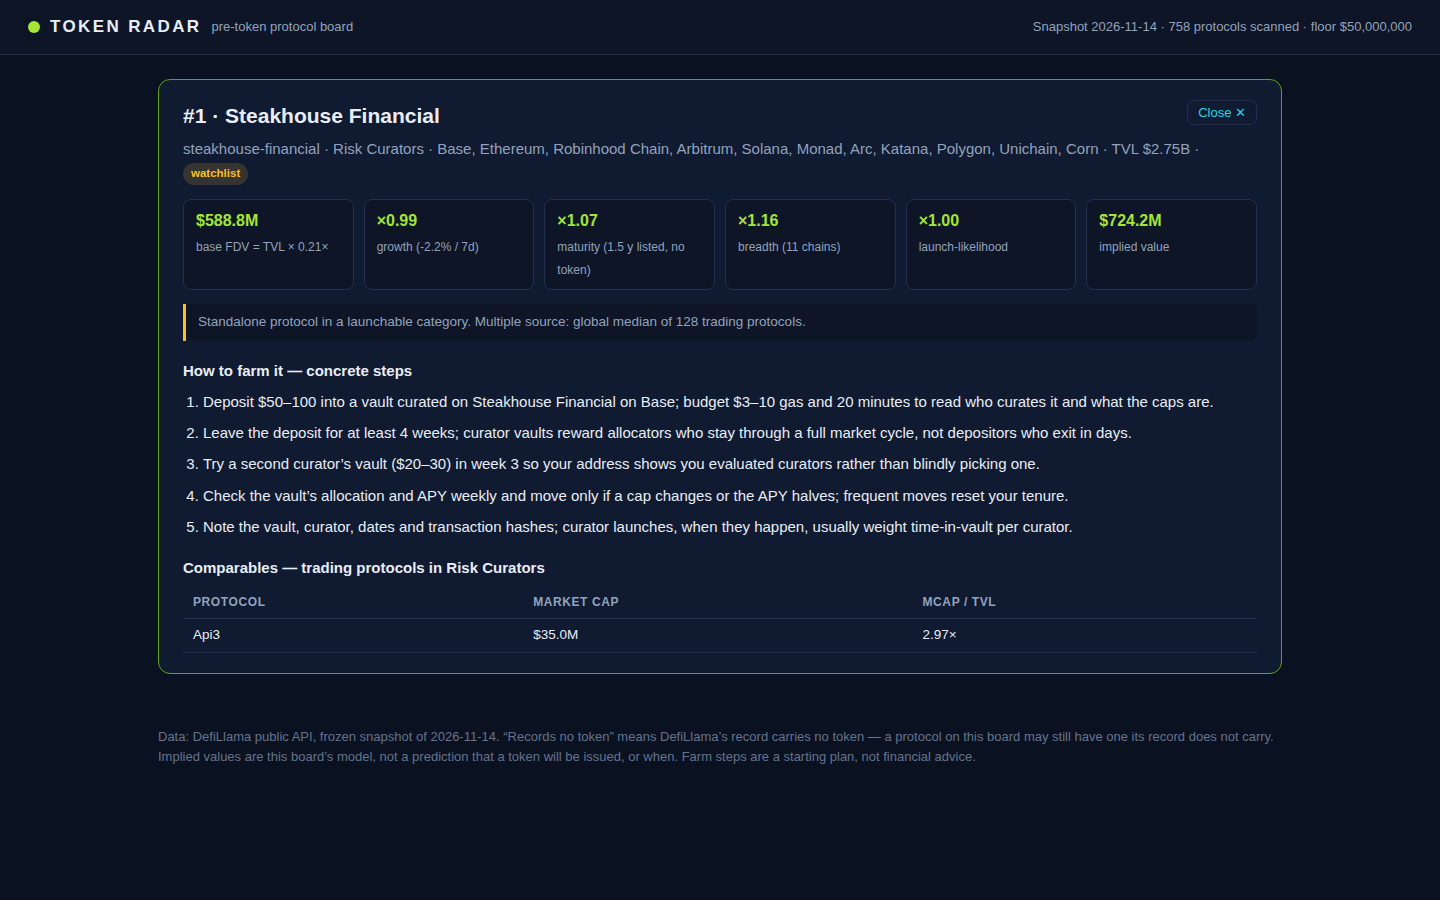 TOKEN RADAR pre-token protocol board
Snapshot 2026-11-14 · 758 protocols scanned · floor $50,000,000
#1 · Steakhouse Financial
Close ✕
steakhouse-financial · Risk Curators · Base, Ethereum, Robinhood Chain, Arbitrum, Solana, Monad, Arc, Katana, Polygon, Unichain, Corn · TVL $2.75B ·
watchlist
$588.8M
base FDV = TVL × 0.21×
×0.99
growth (-2.2% / 7d)
×1.07
maturity (1.5 y listed, no
token)
×1.16
breadth (11 chains)
×1.00
launch-likelihood
$724.2M
implied value
Standalone protocol in a launchable category. Multiple source: global median of 128 trading protocols.
How to farm it — concrete steps
1. Deposit $50–100 into a vault curated on Steakhouse Financial on Base; budget $3–10 gas and 20 minutes to read who curates it and what the caps are.
2. Leave the deposit for at least 4 weeks; curator vaults reward allocators who stay through a full market cycle, not depositors who exit in days.
3. Try a second curator’s vault ($20–30) in week 3 so your address shows you evaluated curators rather than blindly picking one.
4. Check the vault’s allocation and APY weekly and move only if a cap changes or the APY halves; frequent moves reset your tenure.
5. Note the vault, curator, dates and transaction hashes; curator launches, when they happen, usually weight time-in-vault per curator.
Comparables — trading protocols in Risk Curators
PROTOCOL MARKET CAP MCAP / TVL
Api3 $35.0M 2.97×
Data: DefiLlama public API, frozen snapshot of 2026-11-14. “Records no token” means DefiLlama’s record carries no token — a protocol on this board may still have one its record does not carry.
Implied values are this board’s model, not a prediction that a token will be issued, or when. Farm steps are a starting plan, not financial advice.